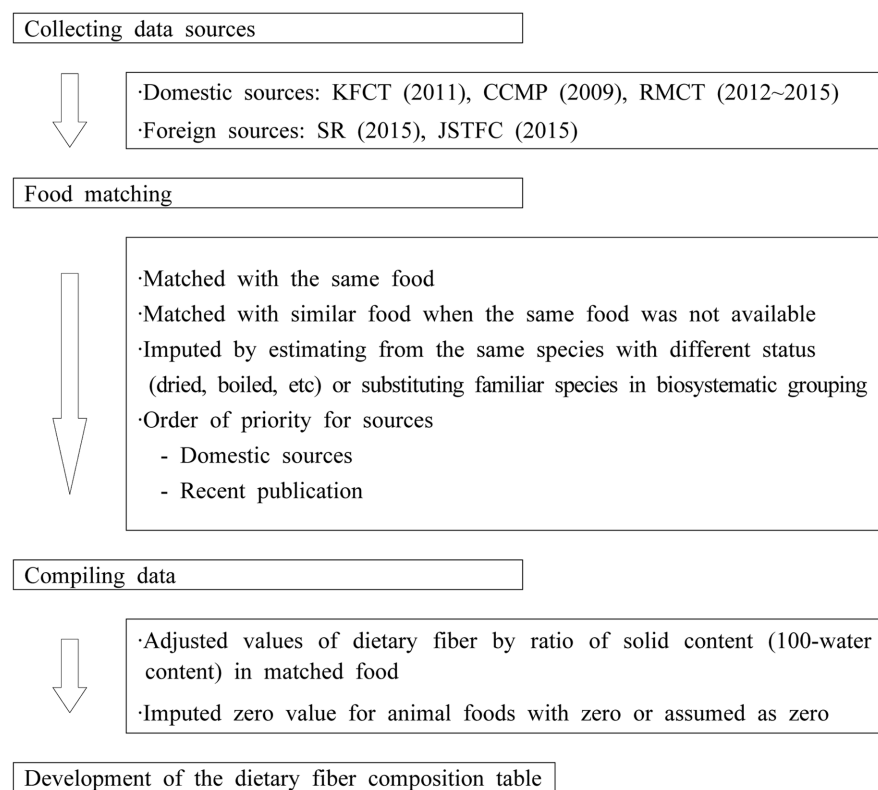 Collecting data sources
·Domestic sources: KFCT (2011), CCMP (2009), RMCT (2012~2015)
·Foreign sources: SR (2015), JSTFC (2015)
Food matching
·Matched with the same food
·Matched with similar food when the same food was not available
·Imputed by estimating from the same species with different status
(dried, boiled, etc) or substituting familiar species in biosystematic grouping
·Order of priority for sources
- Domestic sources
- Recent publication
Compiling data
·Adjusted values of dietary fiber by ratio of solid content (100-water
content) in matched food
·Imputed zero value for animal foods with zero or assumed as zero
Development of the dietary fiber composition table